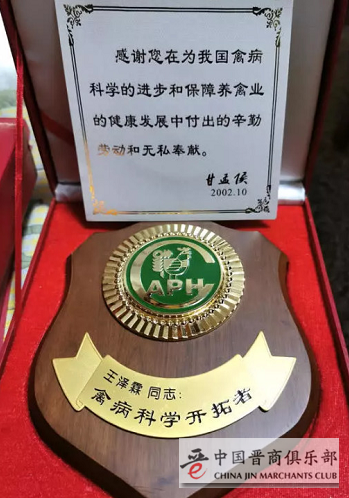 感谢您在为我国禽病
科学的进步和保障养禽业
的健康发展中付出的辛勤
劳动和无私奉献。
甘孟侯
2002.10
CAPH
王泽霖 同志:
禽病科学开拓者
晋 中国晋商俱乐部
CHINA JIN MERCHANTS CLUB